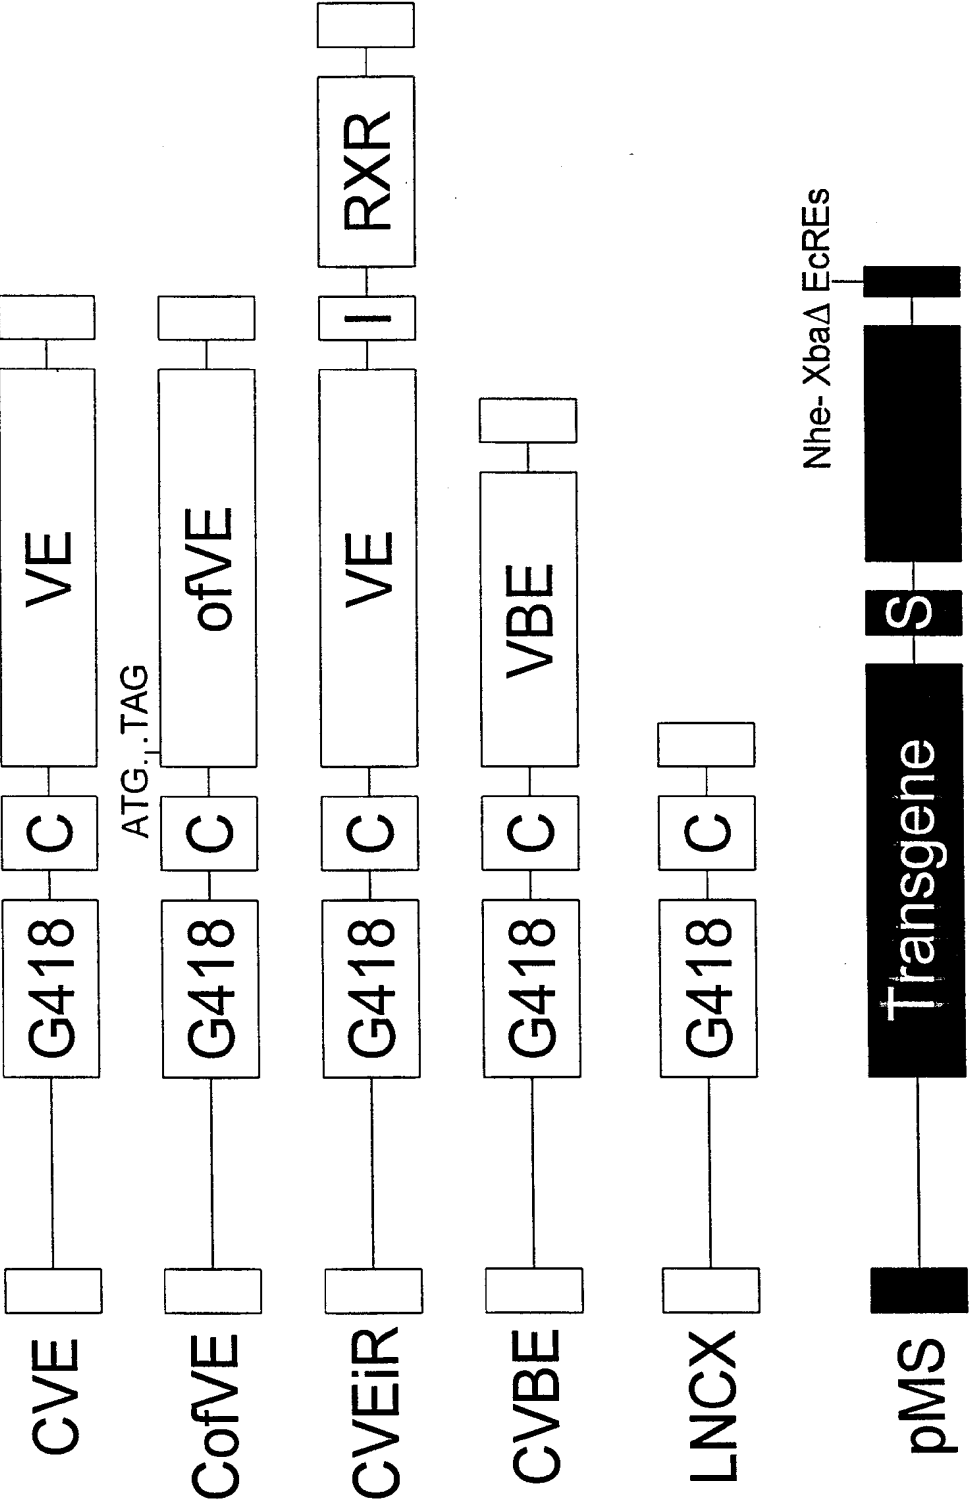 CVE G418 C VE
ATG...TAG
CofVE G418 C ofVE
CVEiR G418 C VE I RXR
CVBE G418 C VBE
LNCX G418 C
Nhe- XbaΔ EcREs
pMS Transgene S